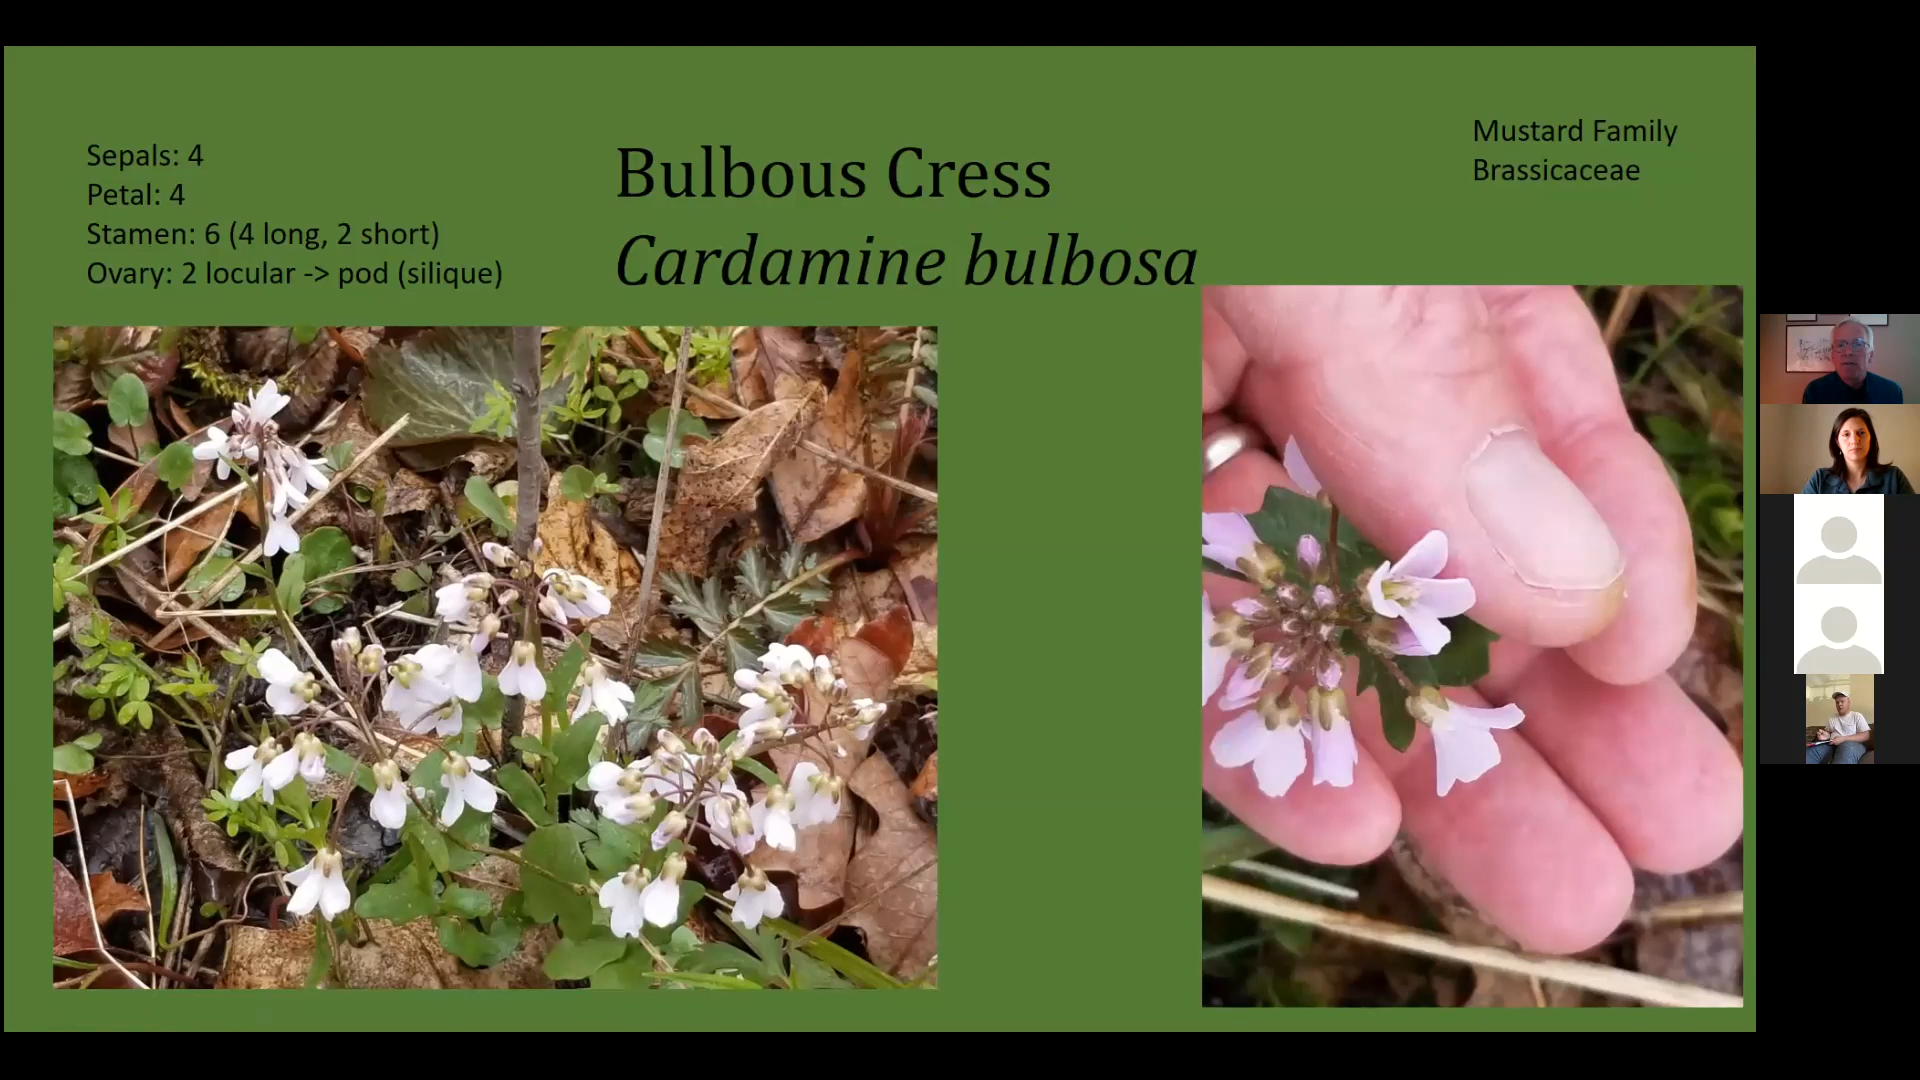 Sepals: 4
Petal: 4
Stamen: 6 (4 long, 2 short)
Ovary: 2 locular -> pod (silique)
Bulbous Cress
Cardamine bulbosa
Mustard Family
Brassicaceae